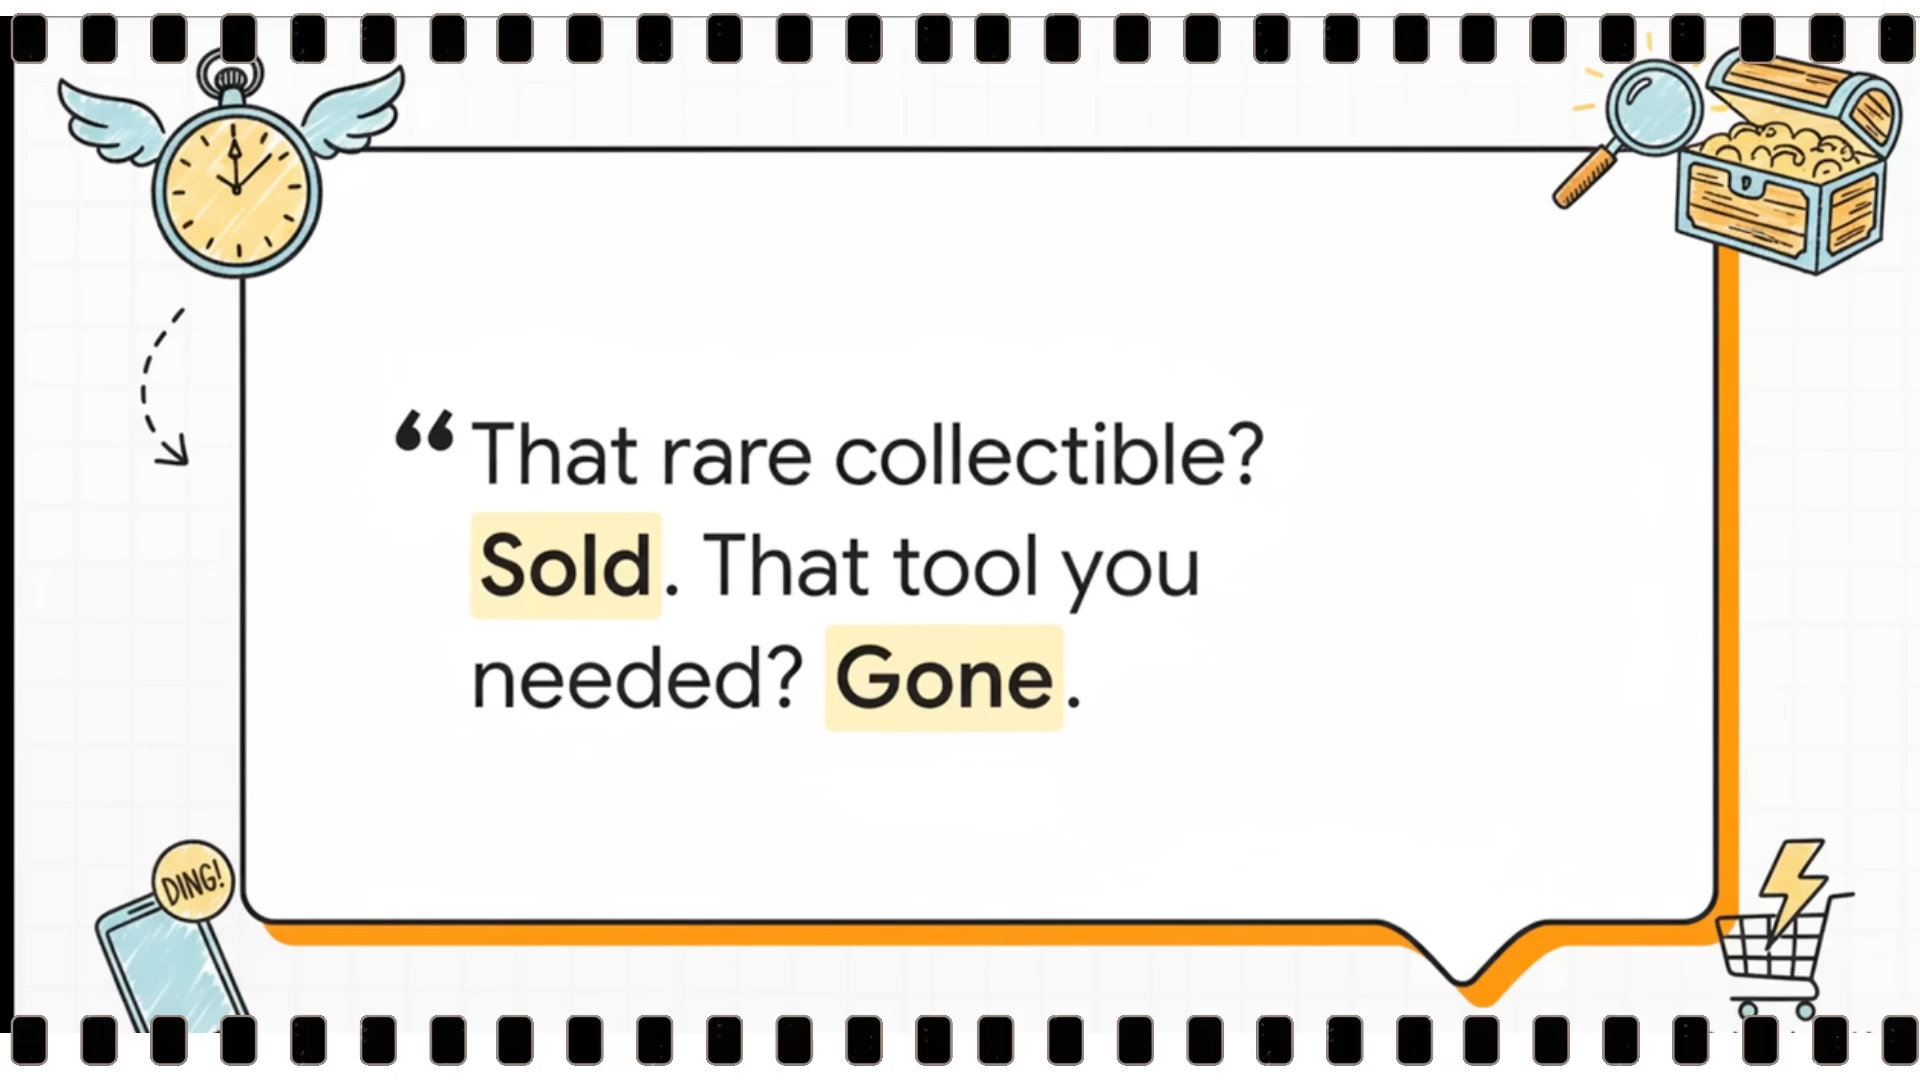 “That rare collectible?
Sold. That tool you
needed? Gone.
DING!